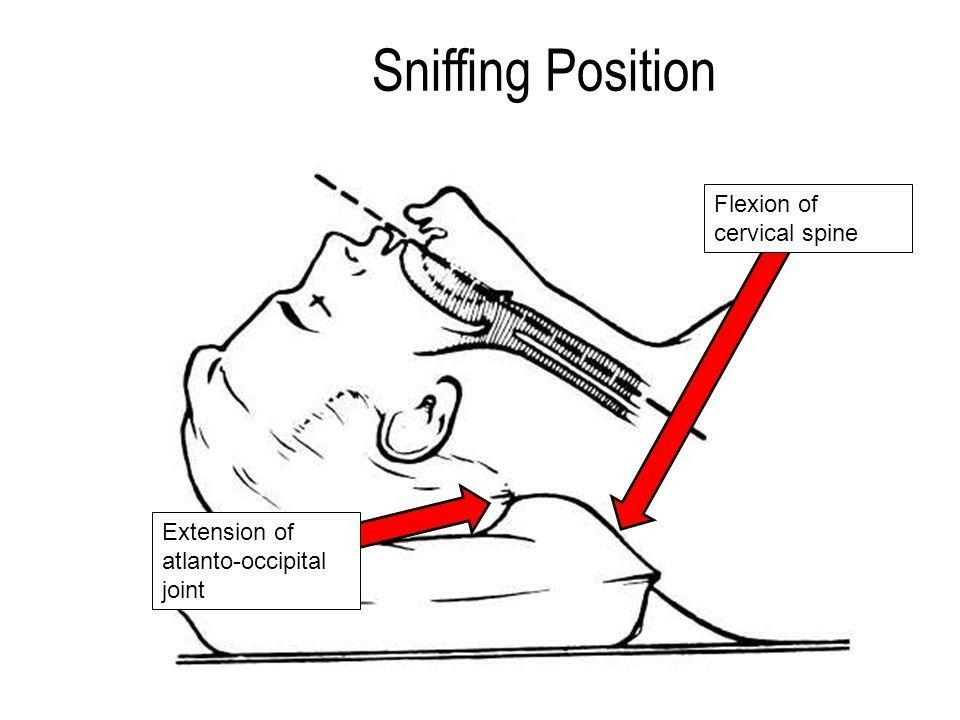 Sniffing Position
Flexion of
cervical spine
Extension of
atlanto-occipital
joint